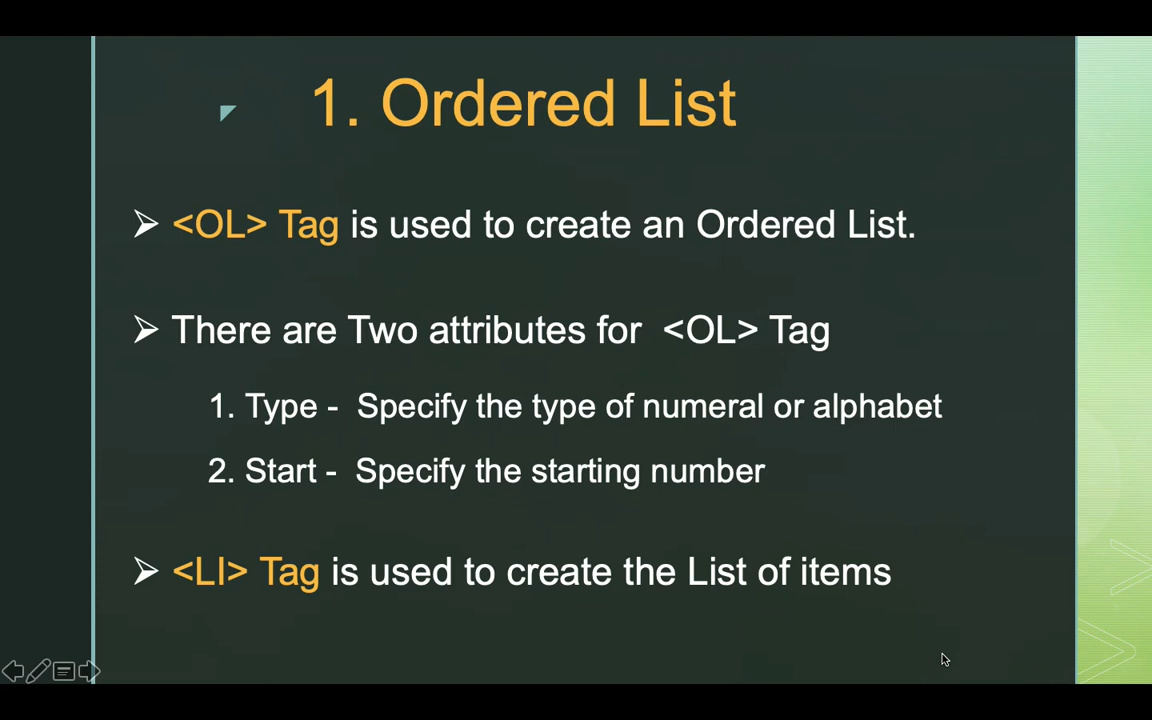 1. Ordered List
<OL> Tag is used to create an Ordered List.
There are Two attributes for <OL> Tag
1. Type - Specify the type of numeral or alphabet
2. Start - Specify the starting number
<LI> Tag is used to create the List of items